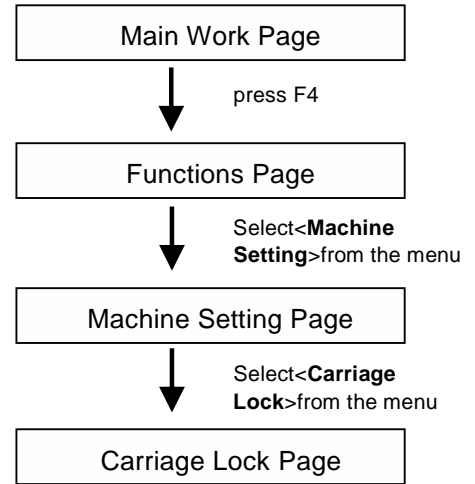 Main Work Page
press F4
Functions Page
Select<Machine
Setting>from the menu
Machine Setting Page
Select<Carriage
Lock>from the menu
Carriage Lock Page